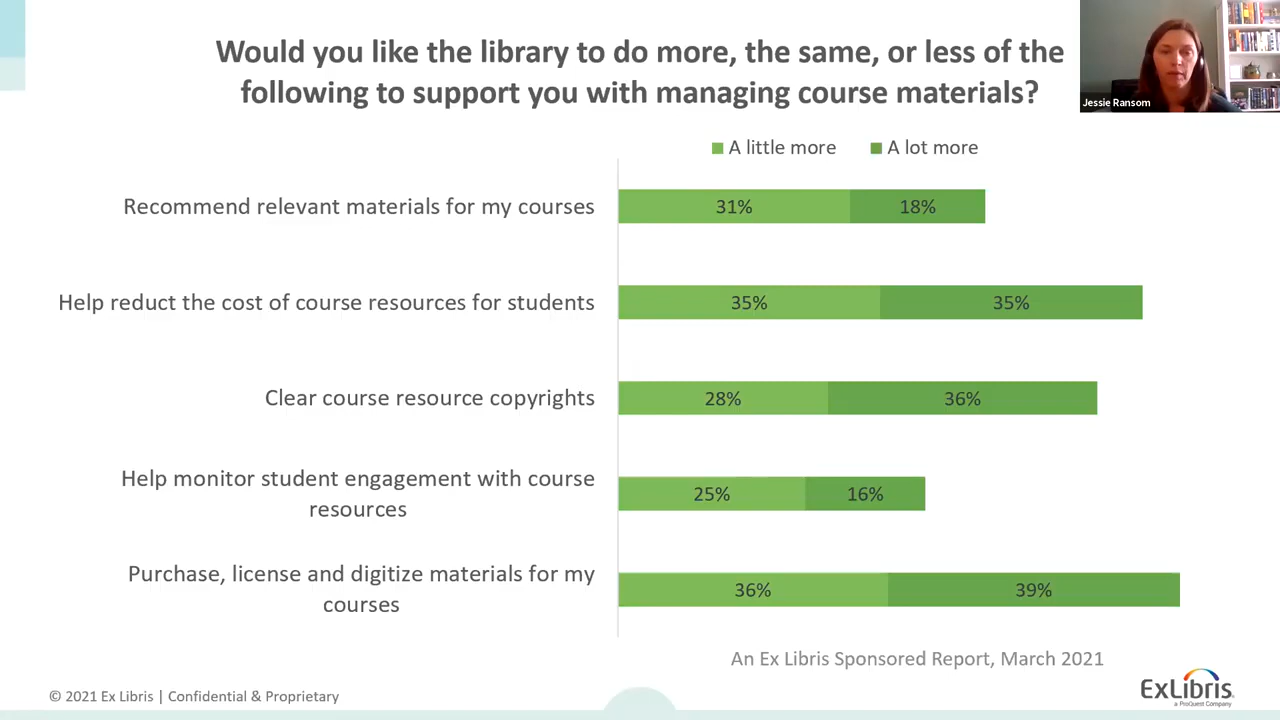 Would you like the library to do more, the same, or less of the
following to support you with managing course materials?
Jessie Ransom
A little more
A lot more
Recommend relevant materials for my courses
31%
18%
Help reduct the cost of course resources for students
35%
35%
Clear course resource copyrights
28%
36%
Help monitor student engagement with course
resources
25%
16%
Purchase, license and digitize materials for my
courses
36%
39%
An Ex Libris Sponsored Report, March 2021
© 2021 Ex Libris | Confidential & Proprietary
ExLibris
a ProQuest Company